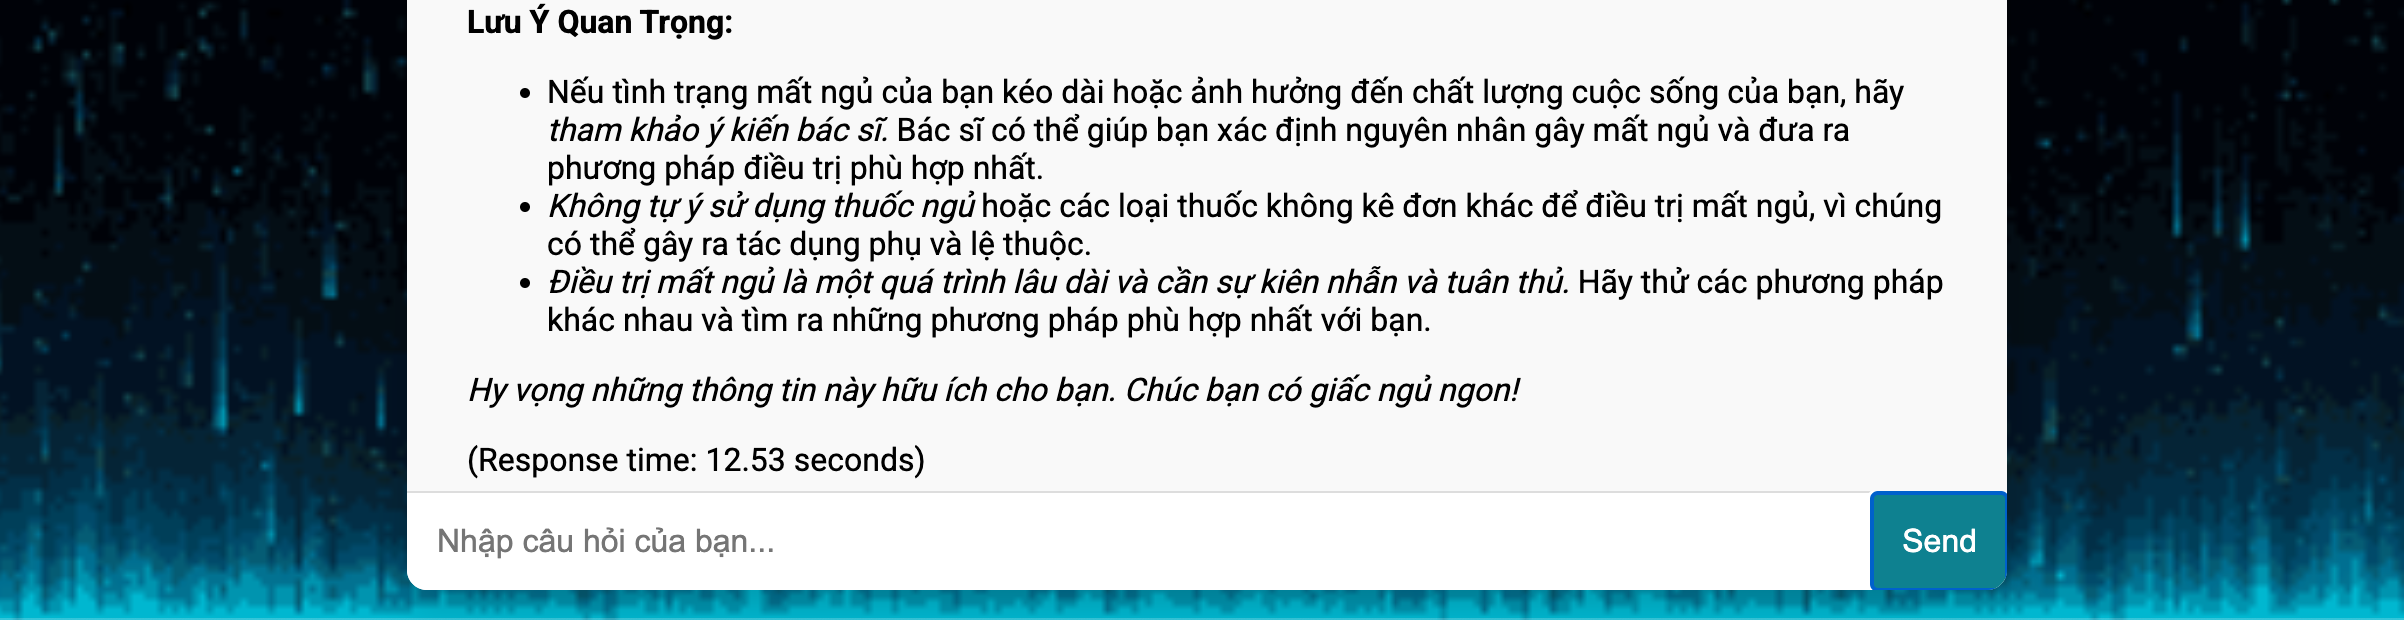 Lưu Ý Quan Trọng:
• Nếu tình trạng mất ngủ của bạn kéo dài hoặc ảnh hưởng đến chất lượng cuộc sống của bạn, hãy
tham khảo ý kiến bác sĩ. Bác sĩ có thể giúp bạn xác định nguyên nhân gây mất ngủ và đưa ra
phương pháp điều trị phù hợp nhất.
• Không tự ý sử dụng thuốc ngủ hoặc các loại thuốc không kê đơn khác để điều trị mất ngủ, vì chúng
có thể gây ra tác dụng phụ và lệ thuộc.
• Điều trị mất ngủ là một quá trình lâu dài và cần sự kiên nhẫn và tuân thủ. Hãy thử các phương pháp
khác nhau và tìm ra những phương pháp phù hợp nhất với bạn.
Hy vọng những thông tin này hữu ích cho bạn. Chúc bạn có giấc ngủ ngon!
(Response time: 12.53 seconds)
Nhập câu hỏi của bạn...
Send